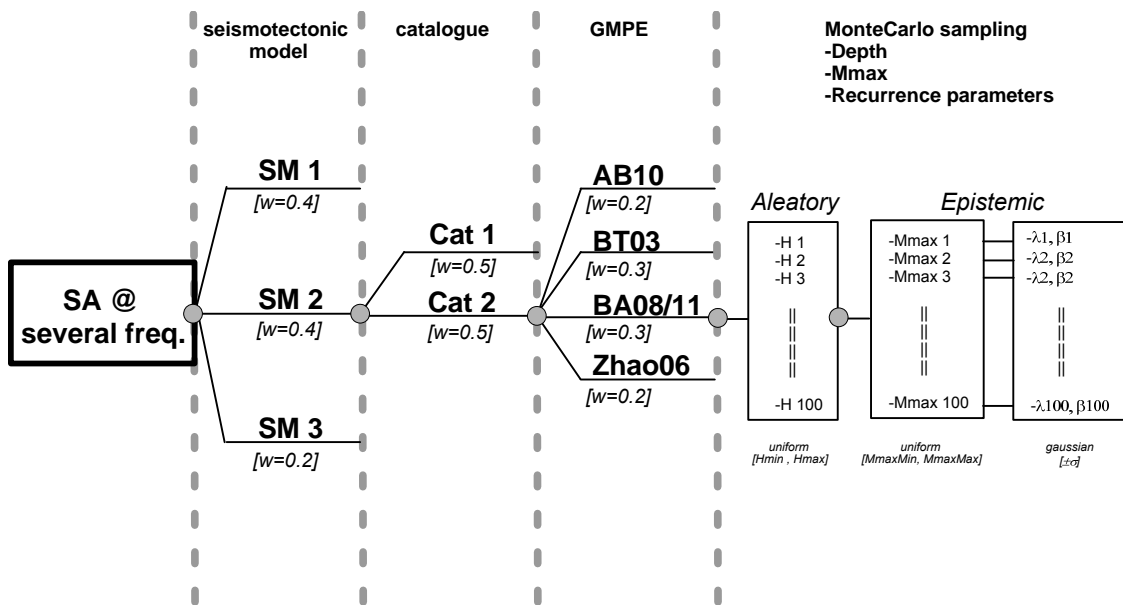 seismotectonic
model
catalogue
GMPE
MonteCarlo sampling
-Depth
-Mmax
-Recurrence parameters
SA @
several freq.
SM 1
[w=0.4]
SM 2
[w=0.4]
SM 3
[w=0.2]
Cat 1
[w=0.5]
Cat 2
[w=0.5]
AB10
[w=0.2]
BT03
[w=0.3]
BA08/11
[w=0.3]
Zhao06
[w=0.2]
Aleatory
-H 1
-H 2
-H 3
-H 100
uniform
[Hmin , Hmax]
Epistemic
-Mmax 1
-Mmax 2
-Mmax 3
-Mmax 100
uniform
[MmaxMin, MmaxMax]
-λ1, β1
-λ2, β2
-λ2, β2
-λ100, β100
gaussian
[±σ]